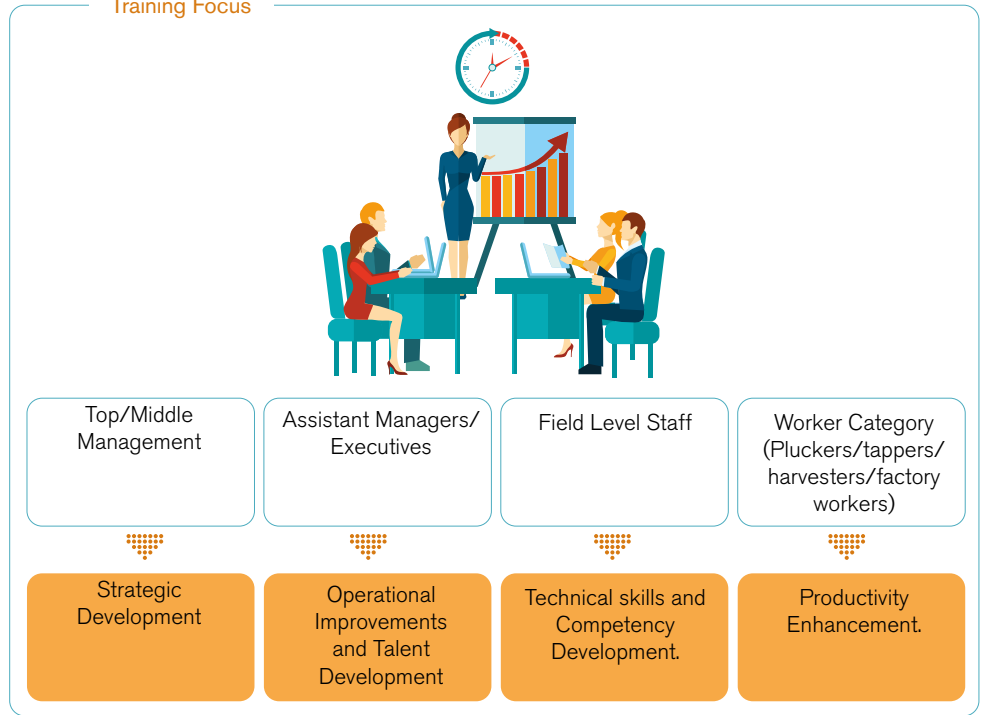 Training Focus
Top/Middle
Management
Assistant Managers/
Executives
Field Level Staff
Worker Category
(Pluckers/tappers/
harvesters/factory
workers)
Strategic
Development
Operational
Improvements
and Talent
Development
Technical skills and
Competency
Development.
Productivity
Enhancement.